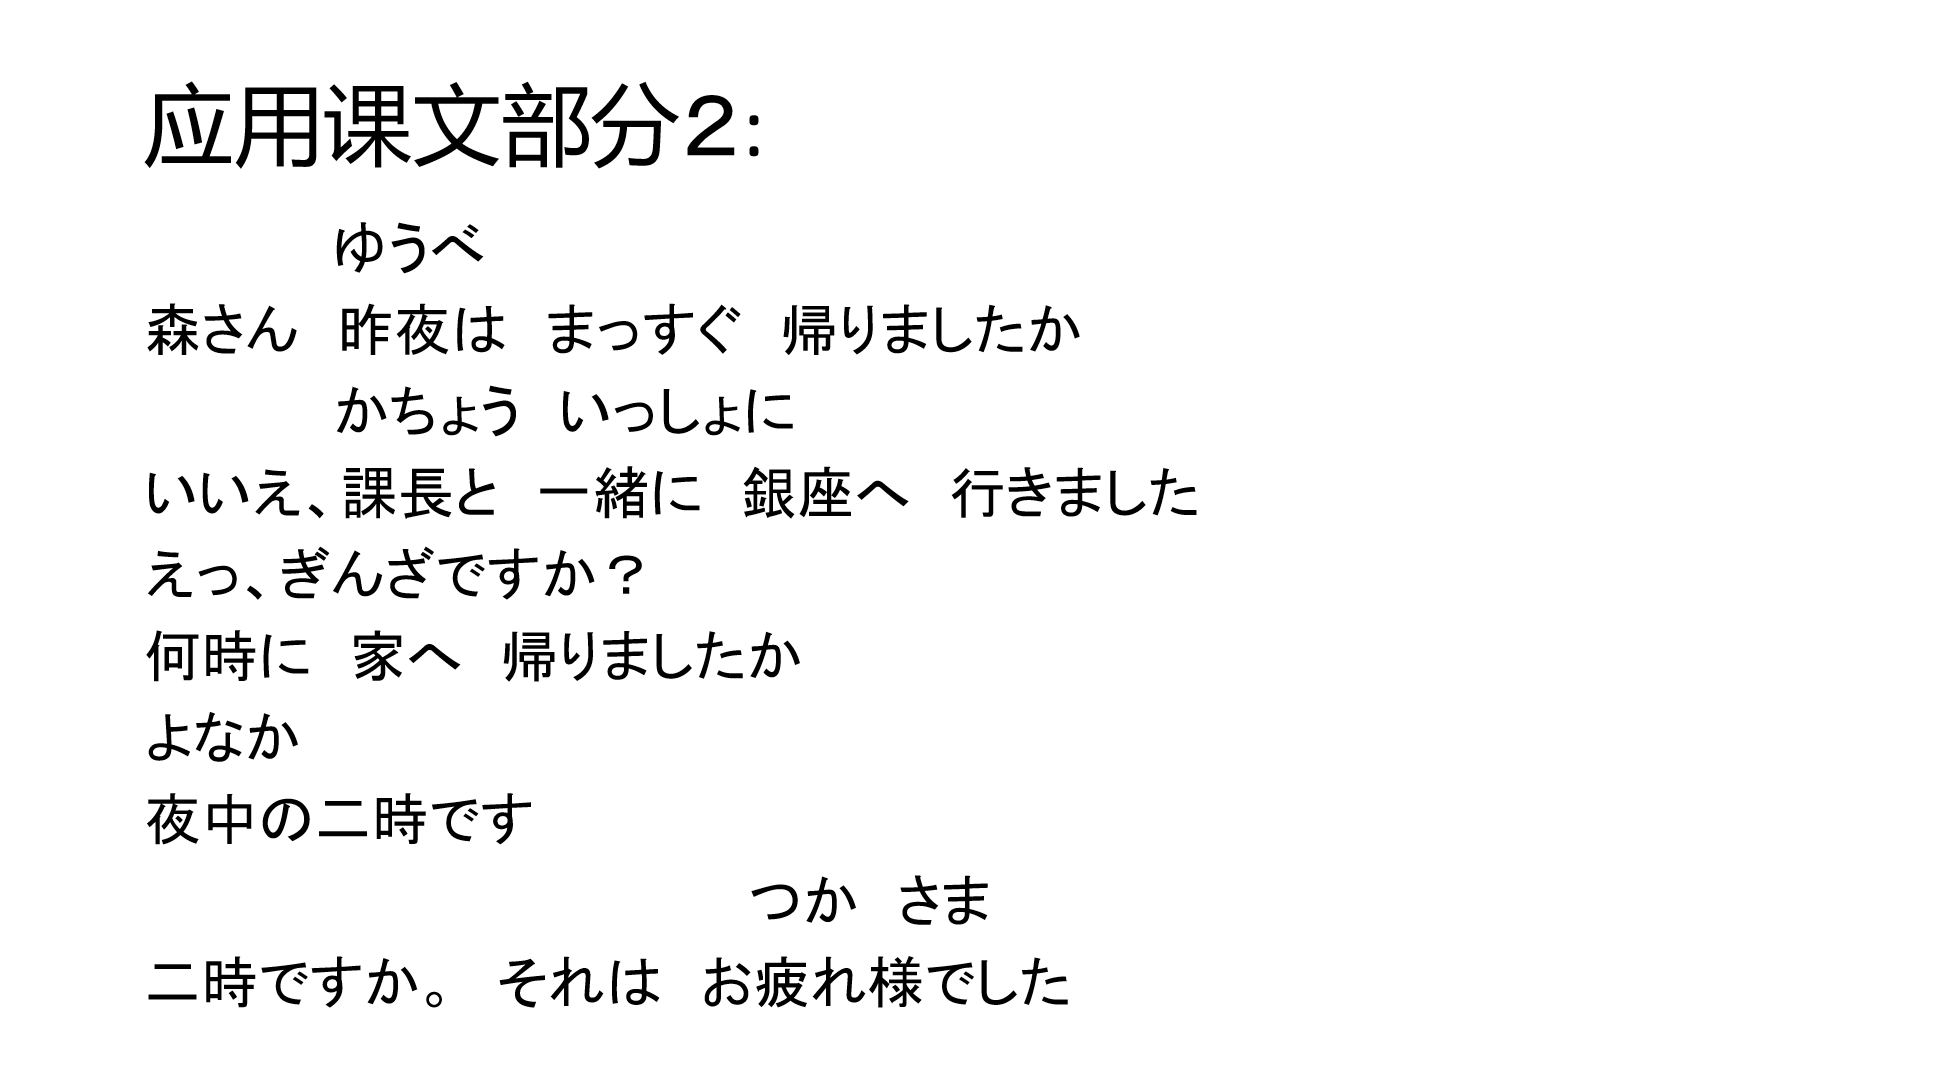 应用课文部分２:
ゆうべ
森さん　昨夜は　まっすぐ　帰りましたか
かちょう　いっしょに
いいえ、課長と　一緒に　銀座へ　行きました
えっ、ぎんざですか？
何時に　家へ　帰りましたか
よなか
夜中の二時です
つか　さま
二時ですか。　それは　お疲れ様でした